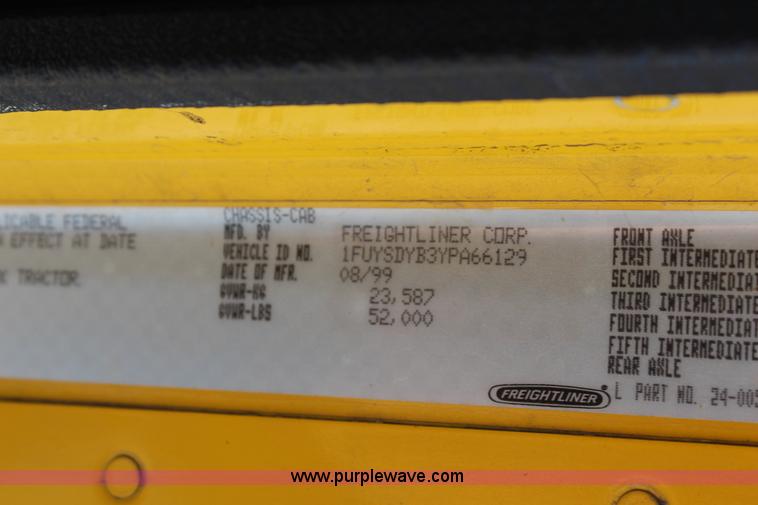 LICABLE FEDERAL
EFFECT AT DATE
TRACTOR
CHASSIS-CAB
MFD. BY FREIGHTLINER CORP.
VEHICLE ID NO. 1FUYSDYB3YPA66129
DATE OF MFR. 08/99
GVWR-KG 23,587
GVWR-LBS 52,000
FRONT AXLE
FIRST INTERMEDIATE
SECOND INTERMEDIA
THIRD INTERMEDIATE
FOURTH INTERMEDIAT
FIFTH INTERMEDIATE
REAR AXLE
FREIGHTLINER
L PART NO. 24-00
www.purplewave.com